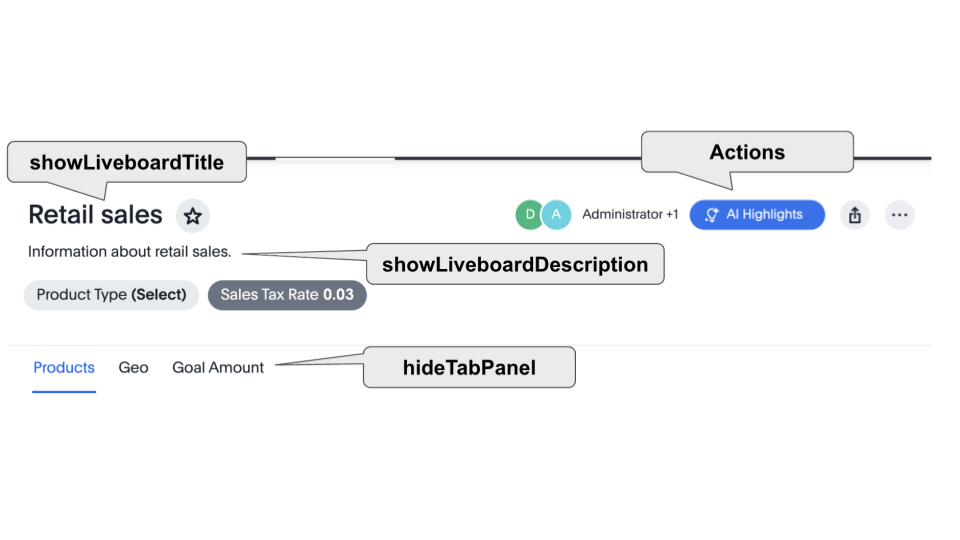 showLiveboardTitle
Actions
Retail sales
D A Administrator +1 AI Highlights
Information about retail sales.
showLiveboardDescription
Product Type (Select) Sales Tax Rate 0.03
Products Geo Goal Amount
hideTabPanel